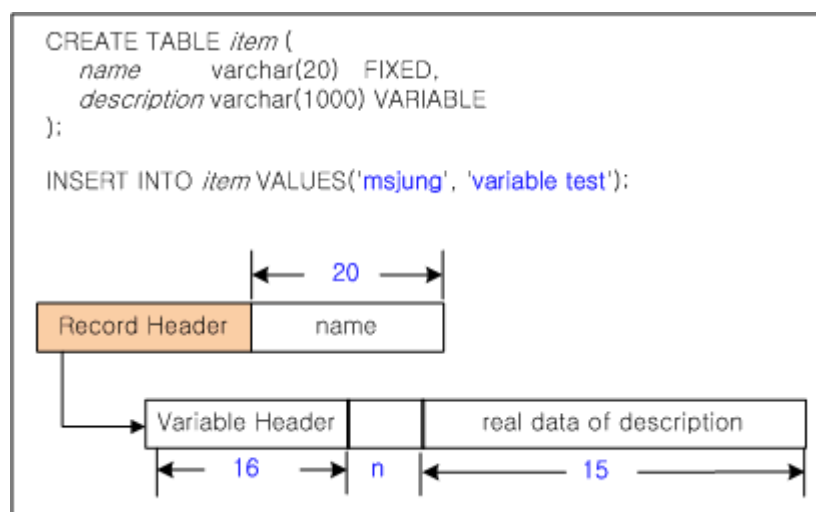 CREATE TABLE item (
name varchar(20) FIXED,
description varchar(1000) VARIABLE
);
INSERT INTO item VALUES('msjung', 'variable test');
20
Record Header name
Variable Header real data of description
16 n 15